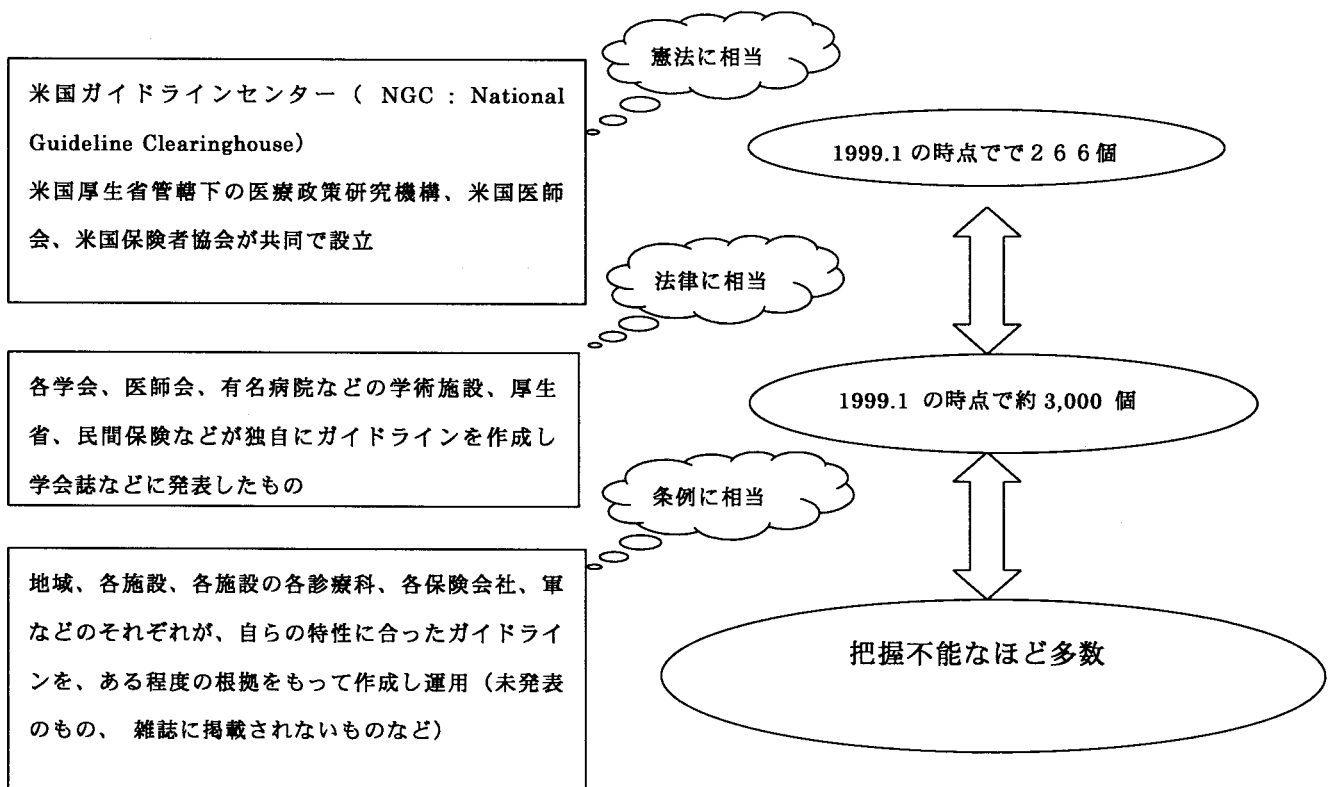 憲法に相当
米国ガイドラインセンター（ NGC : National
Guideline Clearinghouse）
米国厚生省管轄下の医療政策研究機構、米国医師
会、米国保険者協会が共同で設立
1999.1 の時点でで２６６個
法律に相当
各学会、医師会、有名病院などの学術施設、厚生
省、民間保険などが独自にガイドラインを作成し
学会誌などに発表したもの
1999.1 の時点で約 3,000 個
条例に相当
地域、各施設、各施設の各診療科、各保険会社、軍
などのそれぞれが、自らの特性に合ったガイドライ
ンを、ある程度の根拠をもって作成し運用（未発表
のもの、 雑誌に掲載されないものなど）
把握不能なほど多数